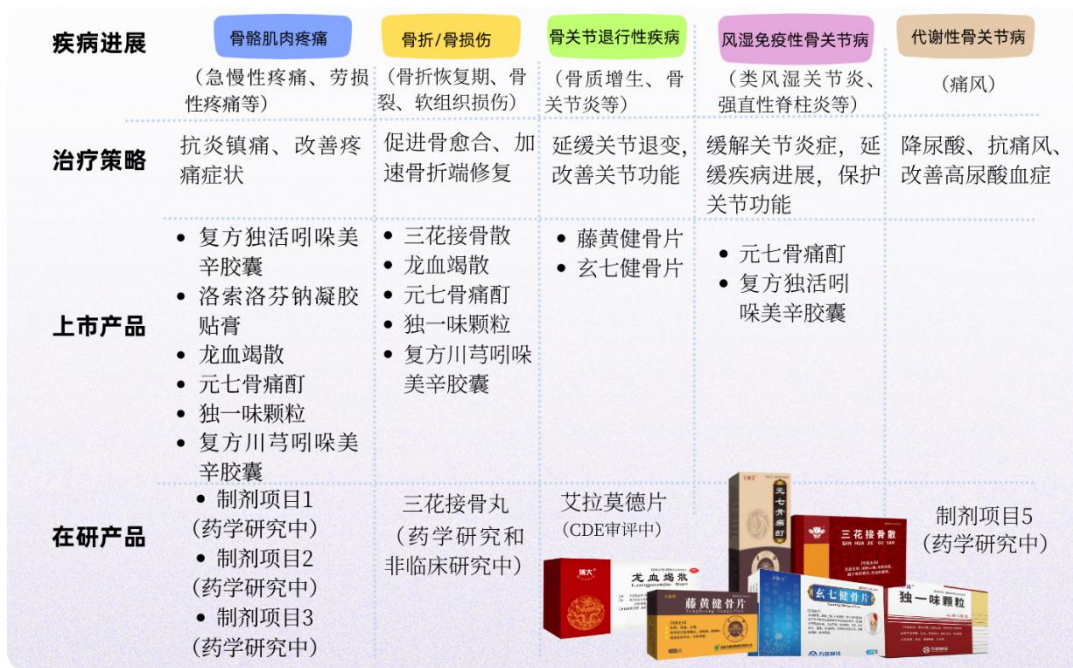 疾病进展
骨骼肌肉疼痛
骨折/骨损伤
骨关节退行性疾病
风湿免疫性骨关节病
代谢性骨关节病
（急慢性疼痛、劳损
性疼痛等）
（骨折恢复期、骨
裂、软组织损伤）
（骨质增生、骨
关节炎等）
（类风湿关节炎、
强直性脊柱炎等）
（痛风）
治疗策略
抗炎镇痛、改善疼
痛症状
促进骨愈合、加
速骨折端修复
延缓关节退变，
改善关节功能
缓解关节炎症，延
缓疾病进展，保护
关节功能
降尿酸、抗痛风、
改善高尿酸血症
上市产品
• 复方独活吲哚美
辛胶囊
• 洛索洛芬钠凝胶
贴膏
• 龙血竭散
• 元七骨痛酊
• 独一味颗粒
• 复方川芎吲哚美
辛胶囊
• 三花接骨散
• 龙血竭散
• 元七骨痛酊
• 独一味颗粒
• 复方川芎吲哚
美辛胶囊
• 藤黄健骨片
• 玄七健骨片
• 元七骨痛酊
• 复方独活吲
哚美辛胶囊
在研产品
• 制剂项目1
（药学研究中）
• 制剂项目2
（药学研究中）
• 制剂项目3
（药学研究中）
三花接骨丸
（药学研究和
非临床研究中）
艾拉莫德片
（CDE审评中）
制剂项目5
（药学研究中）
元七骨痛酊
三花接骨散
SAN HUA JIE GU SAN
龙血竭散
Longxuejie San
藤黄健骨片
玄七健骨片
独一味颗粒